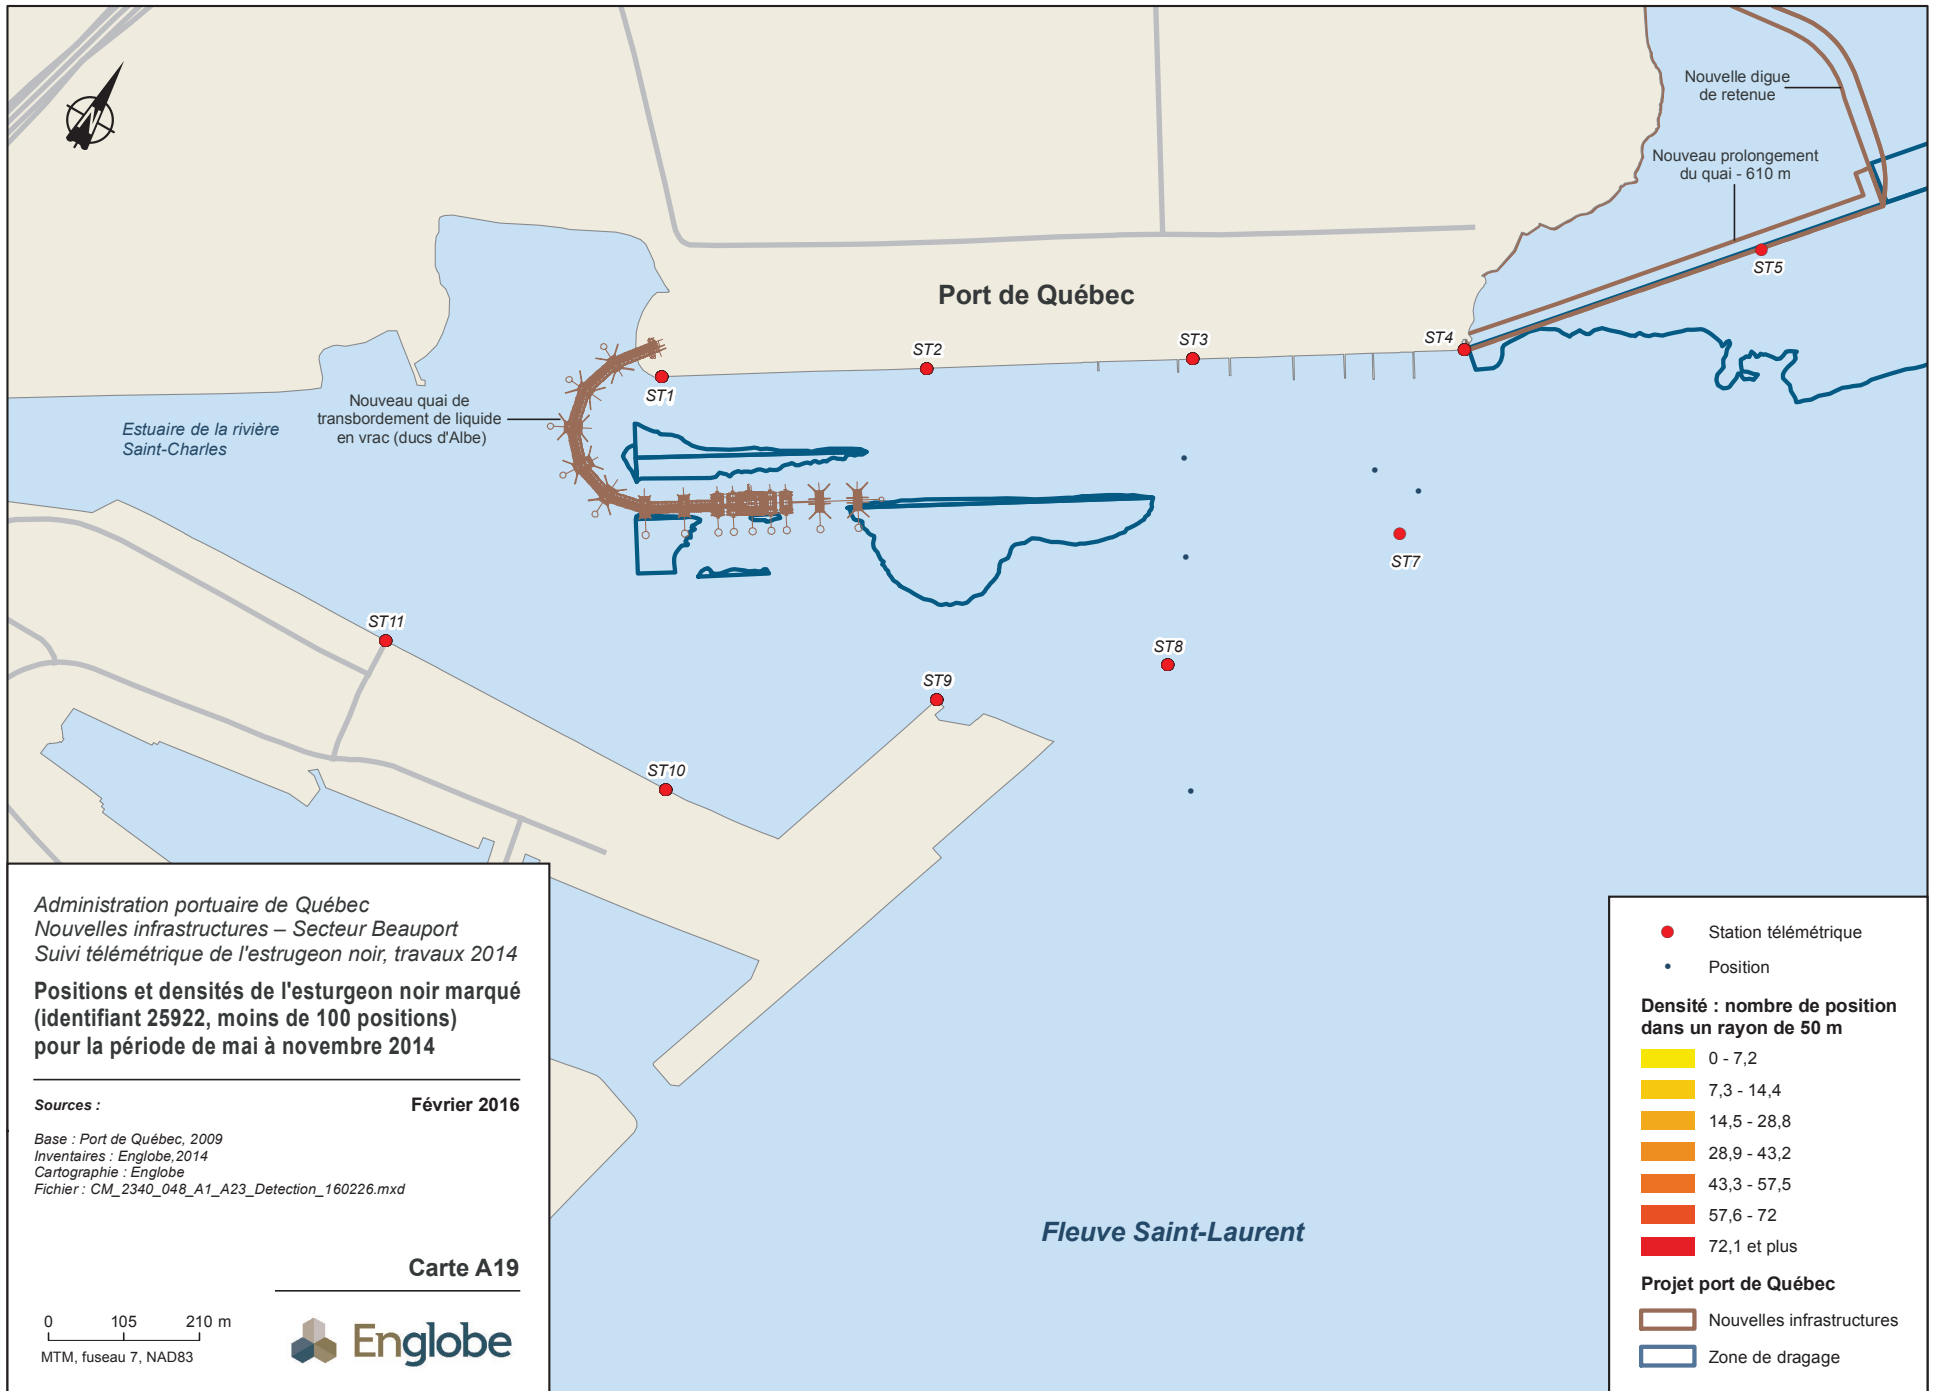 Nouvelle digue
de retenue
Nouveau prolongement
du quai - 610 m
N
Port de Québec
ST5
ST4
ST3
ST2
ST1
Nouveau quai de
transbordement de liquide
en vrac (ducs d'Albe)
Estuaire de la rivière
Saint-Charles
ST7
ST11
ST8
ST9
ST10
Fleuve Saint-Laurent
Administration portuaire de Québec
Nouvelles infrastructures – Secteur Beauport
Suivi télémétrique de l'estrugeon noir, travaux 2014
Positions et densités de l'esturgeon noir marqué
(identifiant 25922, moins de 100 positions)
pour la période de mai à novembre 2014
Sources :
Février 2016
Base : Port de Québec, 2009
Inventaires : Englobe,2014
Cartographie : Englobe
Fichier : CM_2340_048_A1_A23_Detection_160226.mxd
Carte A19
0 105 210 m
MTM, fuseau 7, NAD83
Englobe
Station télémétrique
Position
Densité : nombre de position
dans un rayon de 50 m
0 - 7,2
7,3 - 14,4
14,5 - 28,8
28,9 - 43,2
43,3 - 57,5
57,6 - 72
72,1 et plus
Projet port de Québec
Nouvelles infrastructures
Zone de dragage